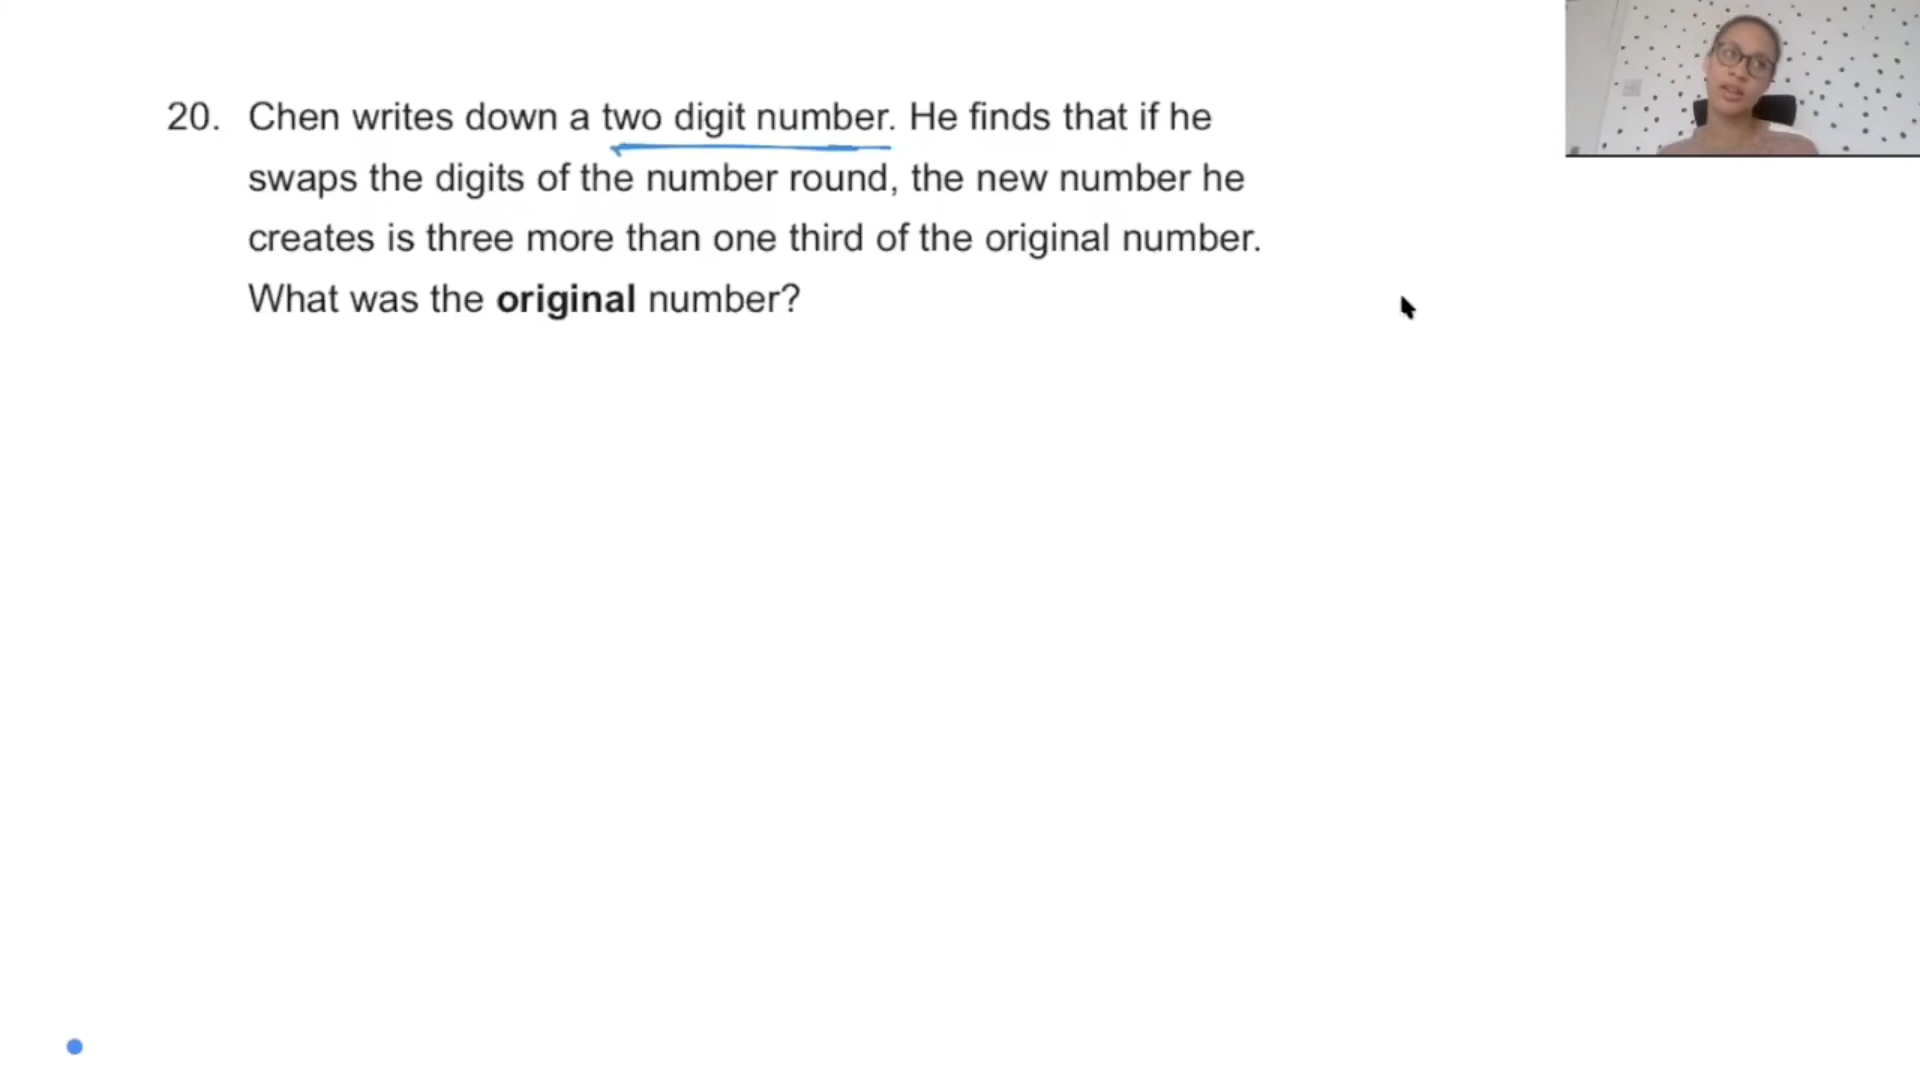 20. Chen writes down a two digit number. He finds that if he
swaps the digits of the number round, the new number he
creates is three more than one third of the original number.
What was the original number?